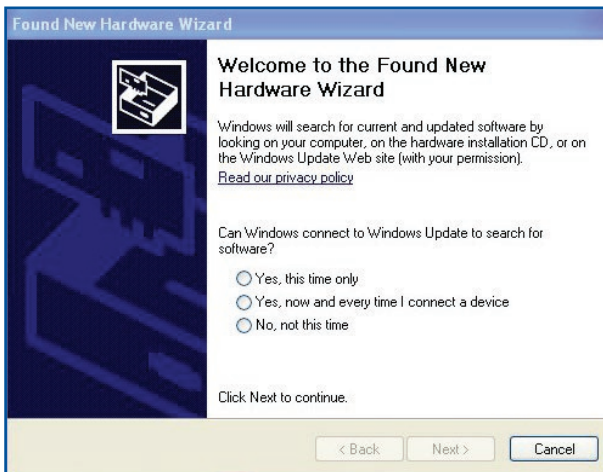 Found New Hardware Wizard
Welcome to the Found New
Hardware Wizard
Windows will search for current and updated software by
looking on your computer, on the hardware installation CD, or on
the Windows Update Web site (with your permission).
Read our privacy policy
Can Windows connect to Windows Update to search for
software?
Yes, this time only
Yes, now and every time I connect a device
No, not this time
Click Next to continue.
< Back
Next >
Cancel